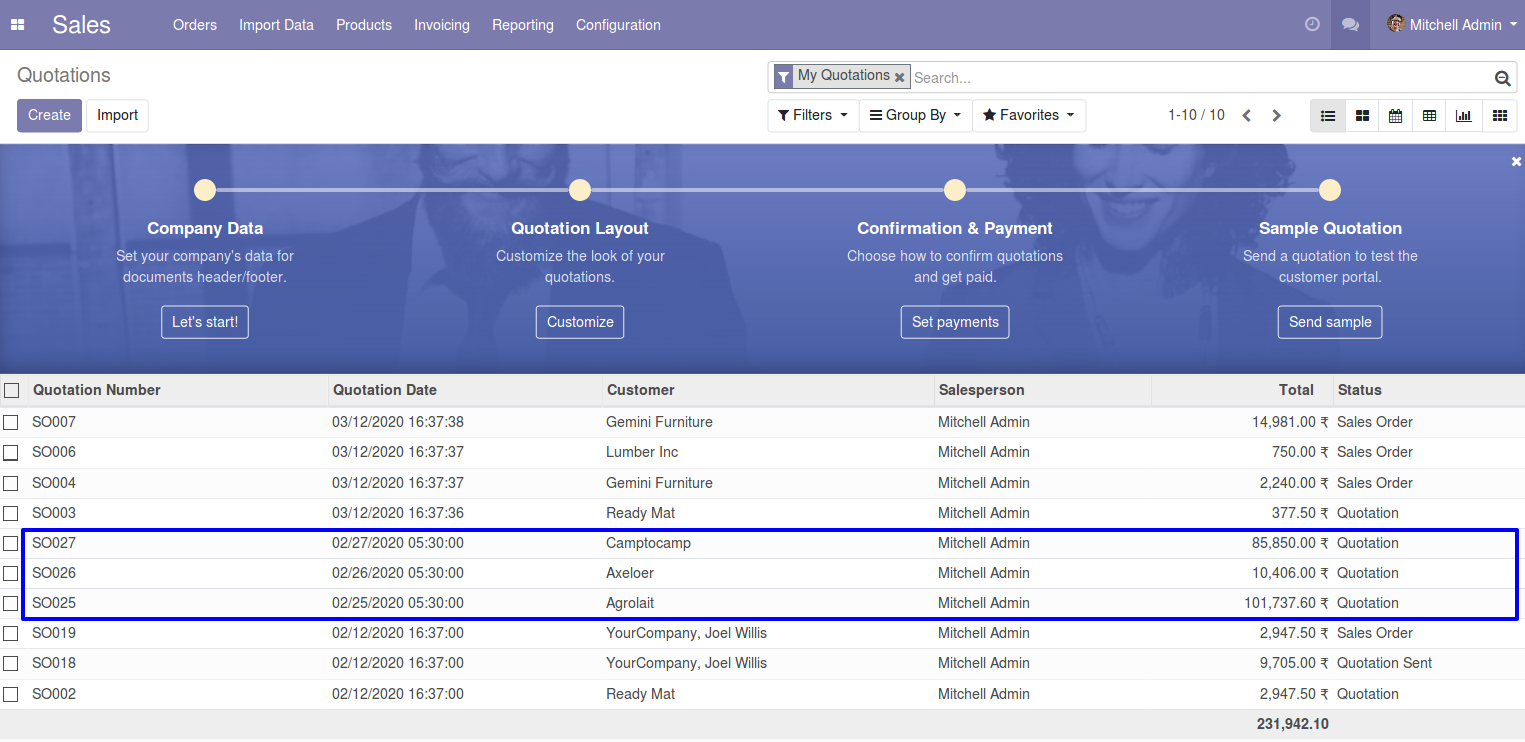 Sales Orders Import Data Products Invoicing Reporting Configuration Mitchell Admin
Quotations My Quotations Search...
Create Import Filters Group By Favorites 1-10 / 10
Company Data Quotation Layout Confirmation & Payment Sample Quotation
Set your company's data for Customize the look of your Choose how to confirm quotations Send a quotation to test the
documents header/footer. quotations. and get paid. customer portal.
Let's start! Customize Set payments Send sample
Quotation Number Quotation Date Customer Salesperson Total Status
SO007 03/12/2020 16:37:38 Gemini Furniture Mitchell Admin 14,981.00 ₹ Sales Order
SO006 03/12/2020 16:37:37 Lumber Inc Mitchell Admin 750.00 ₹ Sales Order
SO004 03/12/2020 16:37:37 Gemini Furniture Mitchell Admin 2,240.00 ₹ Sales Order
SO003 03/12/2020 16:37:36 Ready Mat Mitchell Admin 377.50 ₹ Quotation
SO027 02/27/2020 05:30:00 Camptocamp Mitchell Admin 85,850.00 ₹ Quotation
SO026 02/26/2020 05:30:00 Axeloer Mitchell Admin 10,406.00 ₹ Quotation
SO025 02/25/2020 05:30:00 Agrolait Mitchell Admin 101,737.60 ₹ Quotation
SO019 02/12/2020 16:37:00 YourCompany, Joel Willis Mitchell Admin 2,947.50 ₹ Sales Order
SO018 02/12/2020 16:37:00 YourCompany, Joel Willis Mitchell Admin 9,705.00 ₹ Quotation Sent
SO002 02/12/2020 16:37:00 Ready Mat Mitchell Admin 2,947.50 ₹ Quotation
231,942.10